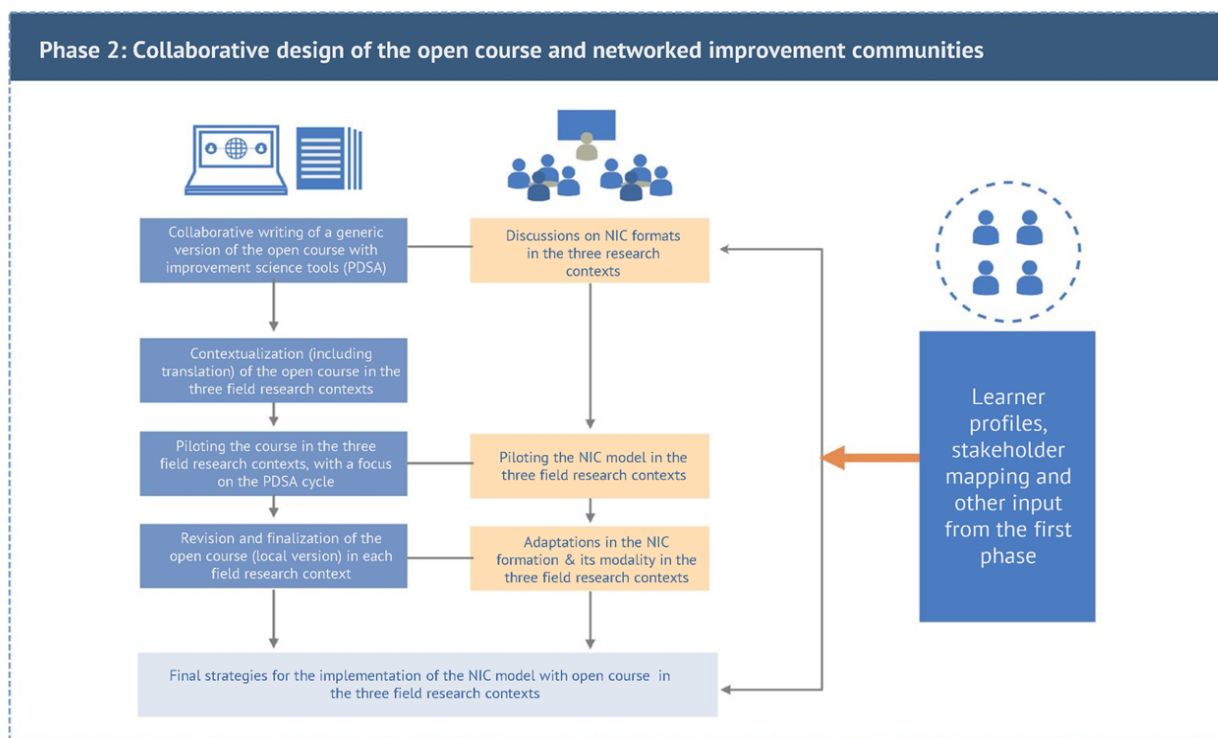 Phase 2: Collaborative design of the open course and networked improvement communities
Collaborative writing of a generic
version of the open course with
improvement science tools (PDSA)
Discussions on NIC formats
in the three research
contexts
Contextualization (including
translation) of the open course in the
three field research contexts
Piloting the course in the three
field research contexts, with a focus
on the PDSA cycle
Piloting the NIC model in the
three field research contexts
Revision and finalization of the
open course (local version) in each
field research context
Adaptations in the NIC
formation & its modality in the
three field research contexts
Final strategies for the implementation of the NIC model with open course in
the three field research contexts
Learner
profiles,
stakeholder
mapping and
other input
from the first
phase